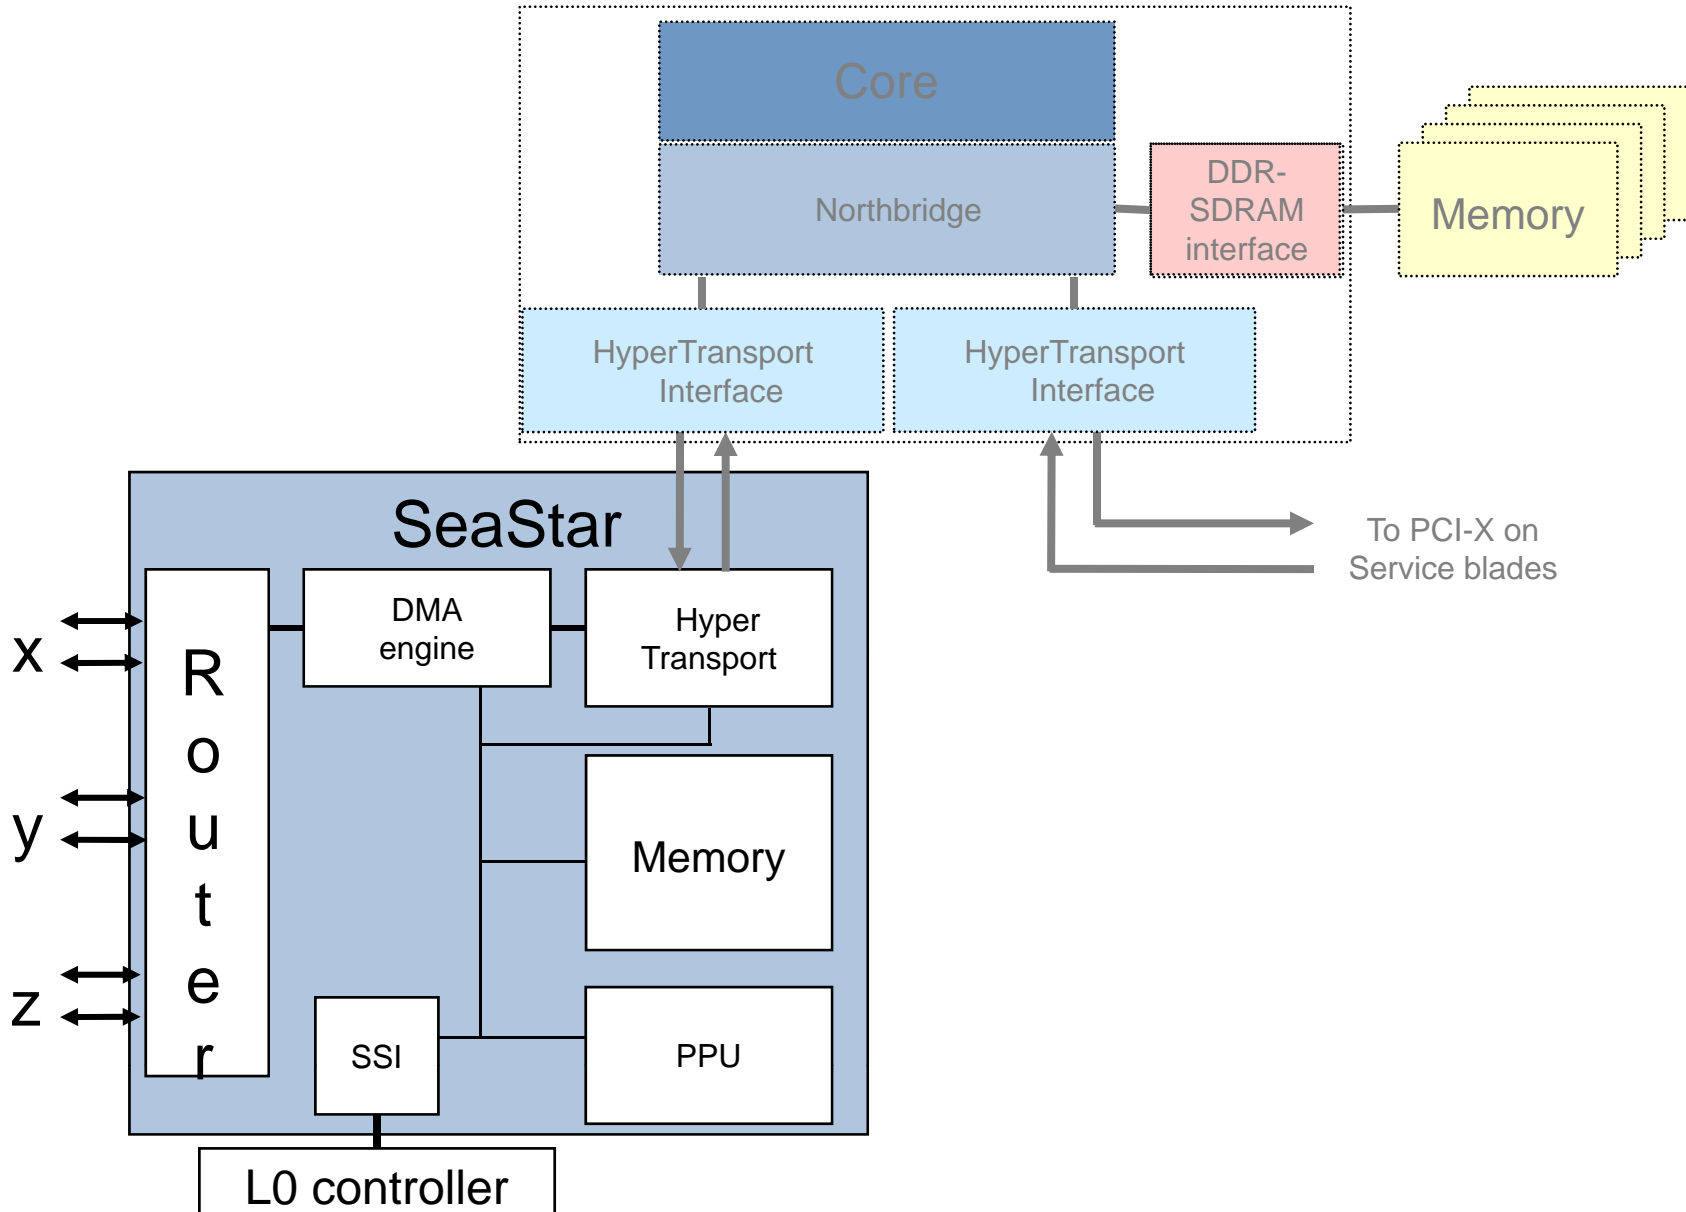 Core
Northbridge
DDR-
SDRAM
interface
Memory
HyperTransport
Interface
HyperTransport
Interface
To PCI-X on
Service blades
SeaStar
x
y
z
Router
DMA
engine
Hyper
Transport
Memory
SSI
PPU
L0 controller